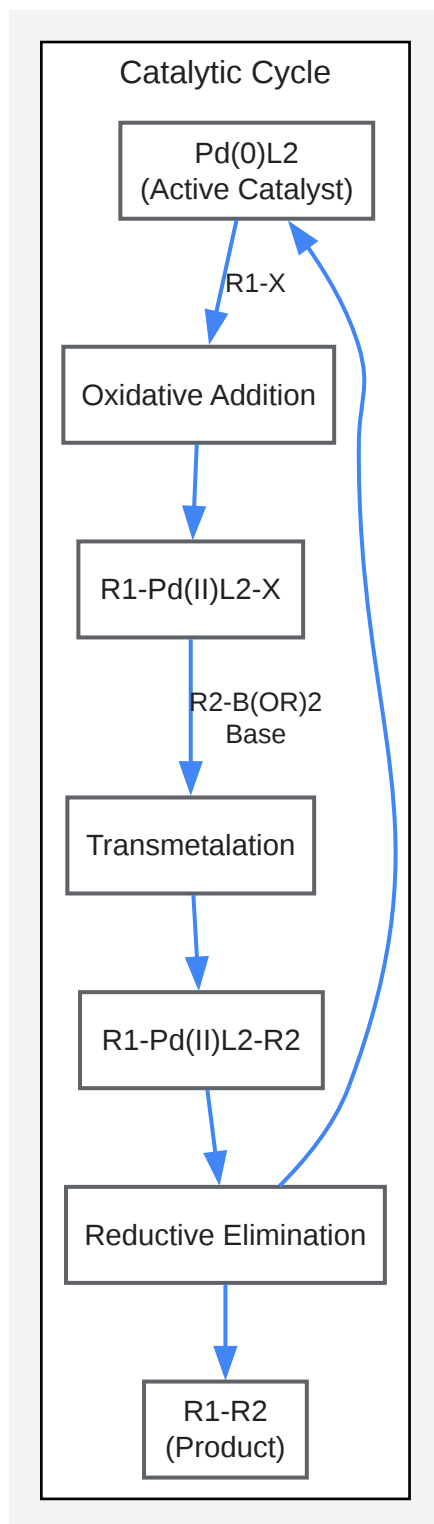 Catalytic Cycle
Pd(0)L2
(Active Catalyst)
R1-X
Oxidative Addition
R1-Pd(II)L2-X
R2-B(OR)2
Base
Transmetalation
R1-Pd(II)L2-R2
Reductive Elimination
R1-R2
(Product)